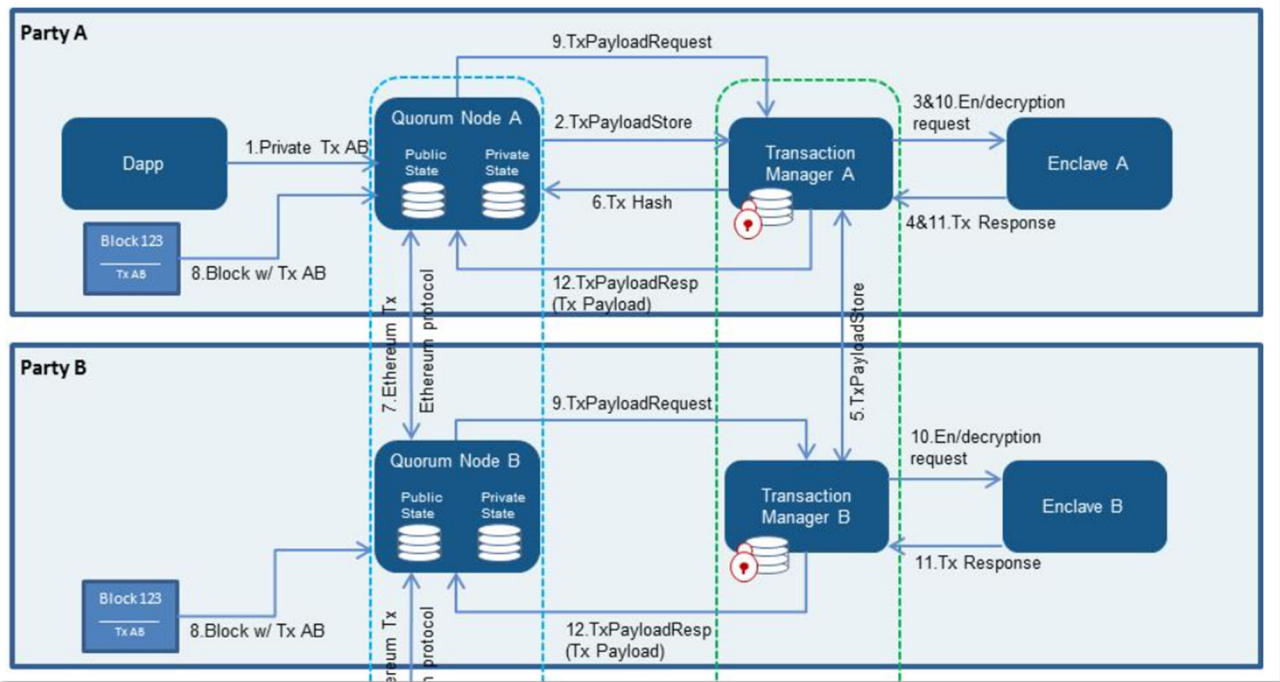 Party A
9.TxPayloadRequest
Quorum Node A
Public
State
Private
State
2.TxPayloadStore
3&10.En/decryption
request
Dapp
1.Private Tx AB
Transaction
Manager A
Enclave A
6.Tx Hash
4&11.Tx Response
Block123
Tx AB
8.Block w/ Tx AB
12.TxPayloadResp
(Tx Payload)
7.Ethereum Tx
Ethereum protocol
5.TxPayloadStore
Party B
9.TxPayloadRequest
10.En/decryption
request
Quorum Node B
Public
State
Private
State
Transaction
Manager B
Enclave B
11.Tx Response
Block123
Tx AB
8.Block w/ Tx AB
12.TxPayloadResp
(Tx Payload)
Tx
protocol